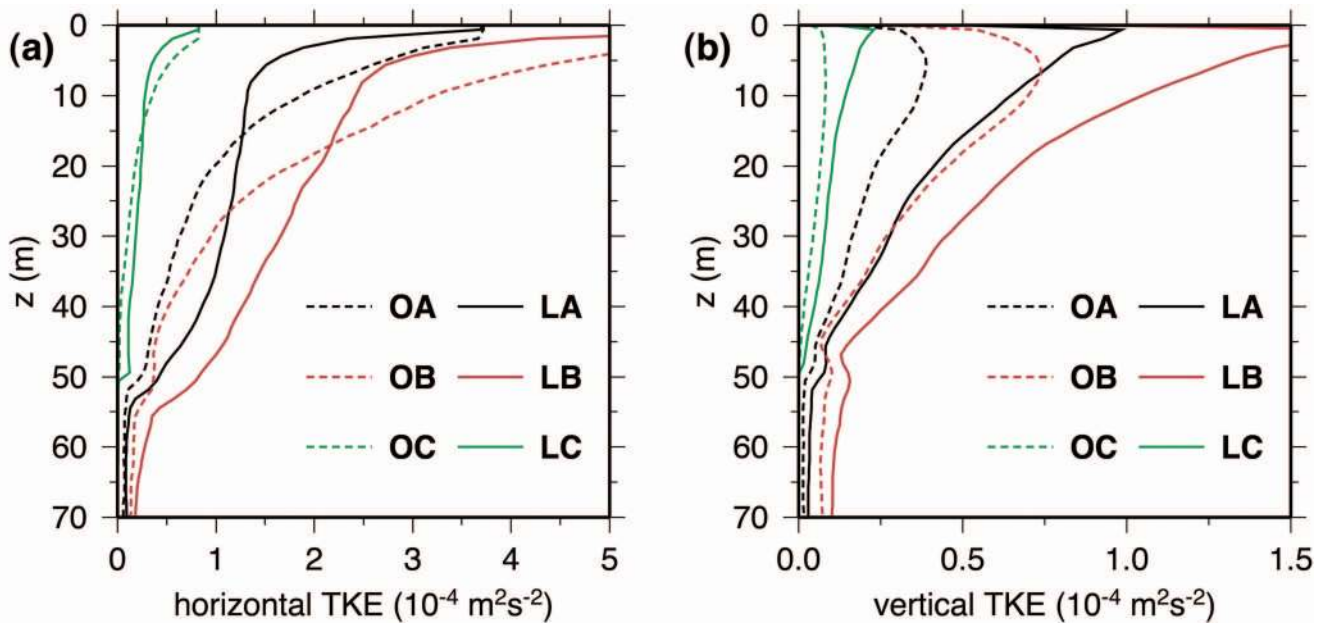 (a)
0
10
20
30
40
50
60
70
z (m)
OA LA
OB LB
OC LC
0 1 2 3 4 5
horizontal TKE (10⁻⁴ m²s⁻²)
(b)
0
10
20
30
40
50
60
70
z (m)
OA LA
OB LB
OC LC
0.0 0.5 1.0 1.5
vertical TKE (10⁻⁴ m²s⁻²)